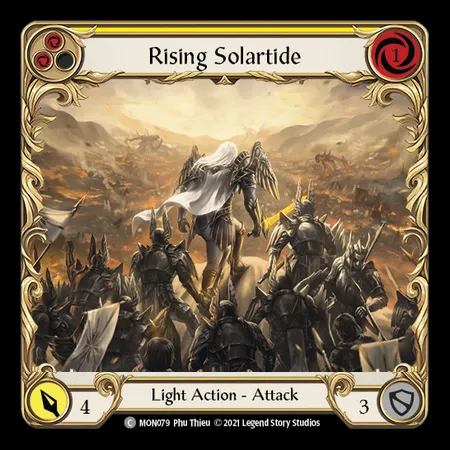 Rising Solartide
1
Light Action - Attack
4
3
C MON079 Phu Thieu © 2021 Legend Story Studios